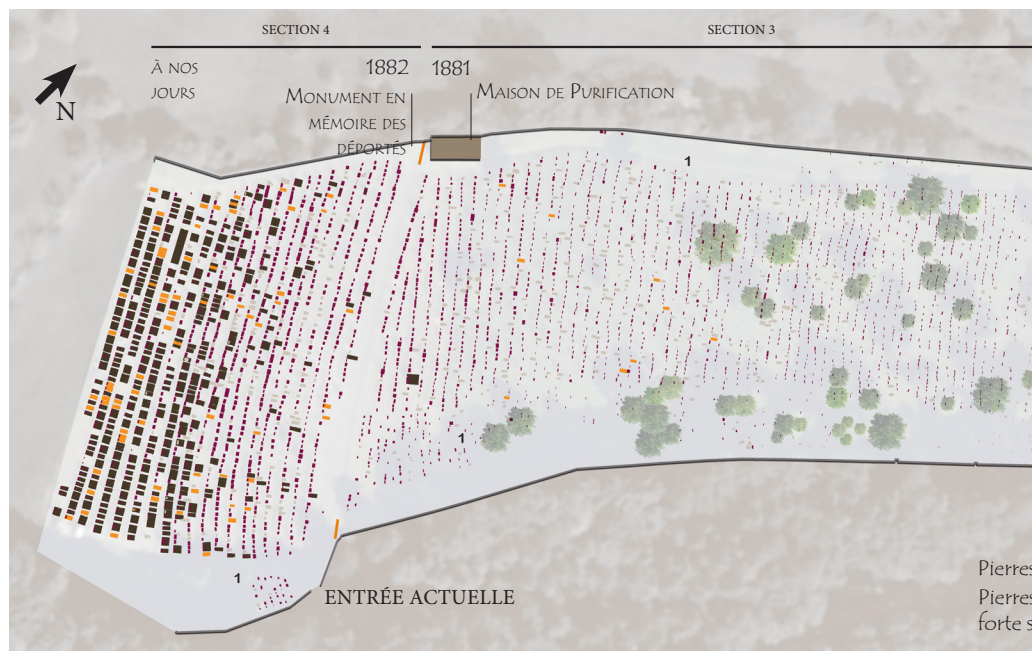 SECTION 4
SECTION 3
À NOS
JOURS
1882
1881
MONUMENT EN
MÉMOIRE DES
DÉPORTÉS
MAISON DE PURIFICATION
N
1
1
1
ENTRÉE ACTUELLE
Pierres
Pierres
forte s